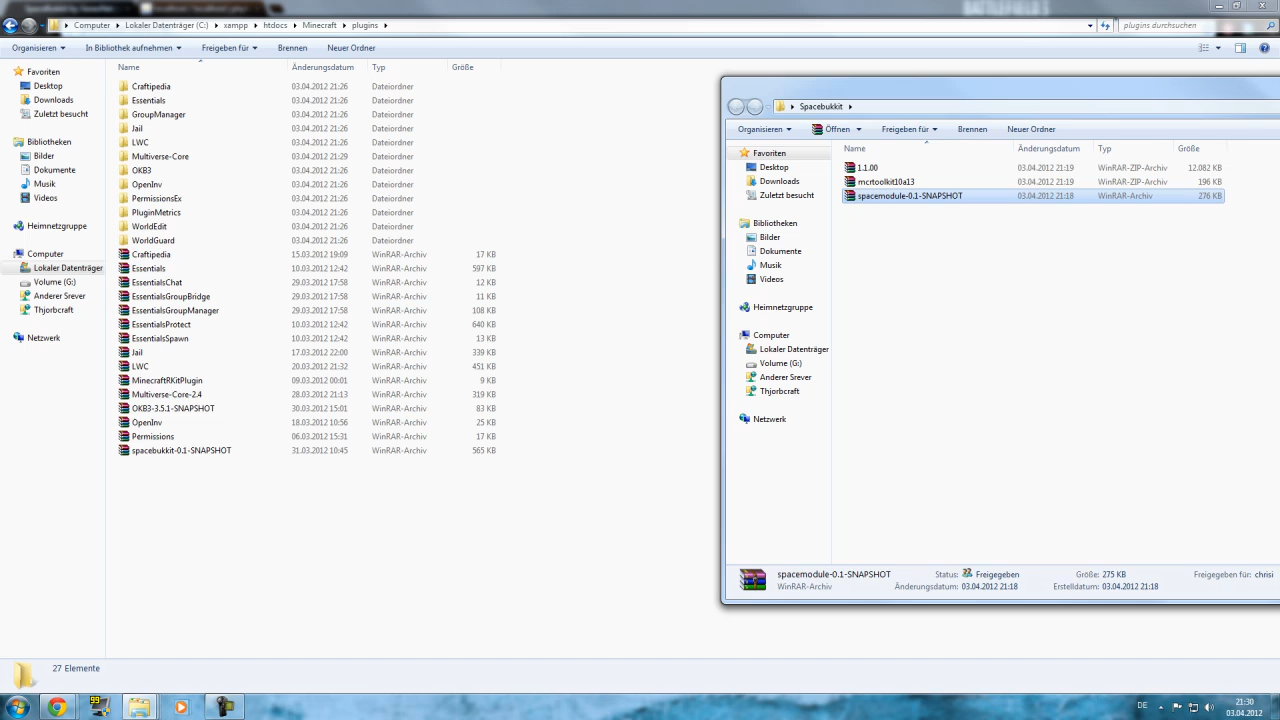 Computer Lokaler Datenträger (C:) xampp htdocs Minecraft plugins
plugins durchsuchen
Organisieren In Bibliothek aufnehmen Freigeben für Brennen Neuer Ordner
Name Änderungsdatum Typ Größe
Favoriten
Desktop
Downloads
Zuletzt besucht
Bibliotheken
Bilder
Dokumente
Musik
Videos
Heimnetzgruppe
Computer
Lokaler Datenträger
Volume (G:)
Anderer Srever
Thjorbcraft
Netzwerk
Craftipedia 03.04.2012 21:26 Dateiordner
Essentials 03.04.2012 21:26 Dateiordner
GroupManager 03.04.2012 21:26 Dateiordner
Jail 03.04.2012 21:26 Dateiordner
LWC 03.04.2012 21:26 Dateiordner
Multiverse-Core 03.04.2012 21:29 Dateiordner
OKB3 03.04.2012 21:26 Dateiordner
OpenInv 03.04.2012 21:26 Dateiordner
PermissionsEx 03.04.2012 21:26 Dateiordner
PluginMetrics 03.04.2012 21:26 Dateiordner
WorldEdit 03.04.2012 21:26 Dateiordner
WorldGuard 03.04.2012 21:26 Dateiordner
Craftipedia 15.03.2012 19:09 WinRAR-Archiv 17 KB
Essentials 10.03.2012 12:42 WinRAR-Archiv 597 KB
EssentialsChat 29.03.2012 17:58 WinRAR-Archiv 12 KB
EssentialsGroupBridge 29.03.2012 17:58 WinRAR-Archiv 11 KB
EssentialsGroupManager 29.03.2012 17:58 WinRAR-Archiv 108 KB
EssentialsProtect 10.03.2012 12:42 WinRAR-Archiv 640 KB
EssentialsSpawn 10.03.2012 12:42 WinRAR-Archiv 13 KB
Jail 17.03.2012 22:00 WinRAR-Archiv 339 KB
LWC 20.03.2012 21:32 WinRAR-Archiv 451 KB
MinecraftRKitPlugin 09.03.2012 00:01 WinRAR-Archiv 9 KB
Multiverse-Core-2.4 28.03.2012 21:13 WinRAR-Archiv 319 KB
OKB3-3.5.1-SNAPSHOT 30.03.2012 15:01 WinRAR-Archiv 83 KB
OpenInv 18.03.2012 10:56 WinRAR-Archiv 25 KB
Permissions 06.03.2012 15:31 WinRAR-Archiv 17 KB
spacebukkit-0.1-SNAPSHOT 31.03.2012 10:45 WinRAR-Archiv 565 KB
27 Elemente
Spacebukkit
Organisieren Öffnen Freigeben für Brennen Neuer Ordner
Name Änderungsdatum Typ Größe
Favoriten
Desktop
Downloads
Zuletzt besucht
Bibliotheken
Bilder
Dokumente
Musik
Videos
Heimnetzgruppe
Computer
Lokaler Datenträger
Volume (G:)
Anderer Srever
Thjorbcraft
Netzwerk
1.1.00 03.04.2012 21:19 WinRAR-ZIP-Archiv 12.082 KB
mcrtoolkit10a13 03.04.2012 21:19 WinRAR-ZIP-Archiv 196 KB
spacemodule-0.1-SNAPSHOT 03.04.2012 21:18 WinRAR-Archiv 276 KB
spacemodule-0.1-SNAPSHOT Status: Freigegeben Größe: 275 KB Freigegeben für: chrisi
WinRAR-Archiv Änderungsdatum: 03.04.2012 21:18 Erstelldatum: 03.04.2012 21:18
99
DE
21:30
03.04.2012